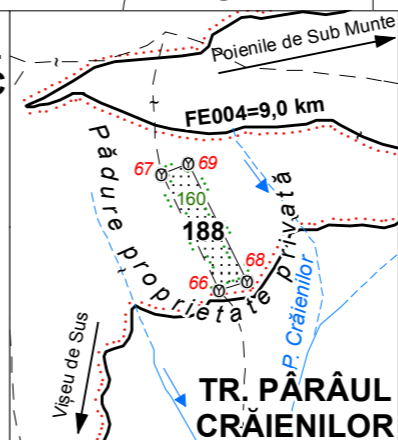 Poienile de Sub Munte
FE004=9,0 km
Pădure proprietate privată
67
69
160
188
66
68
P. Crăienilor
Vișeu de Sus
TR. PÂRÂUL
CRĂIENILOR